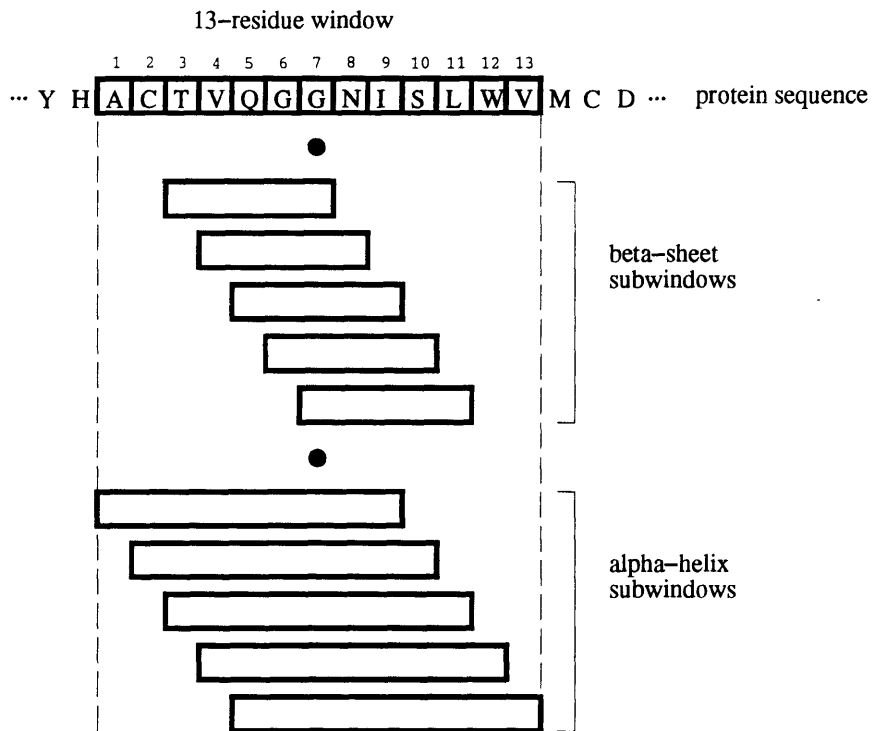 13–residue window
1 2 3 4 5 6 7 8 9 10 11 12 13
... Y H A C T V Q G G N I S L W V M C D ... protein sequence
beta–sheet
subwindows
alpha–helix
subwindows